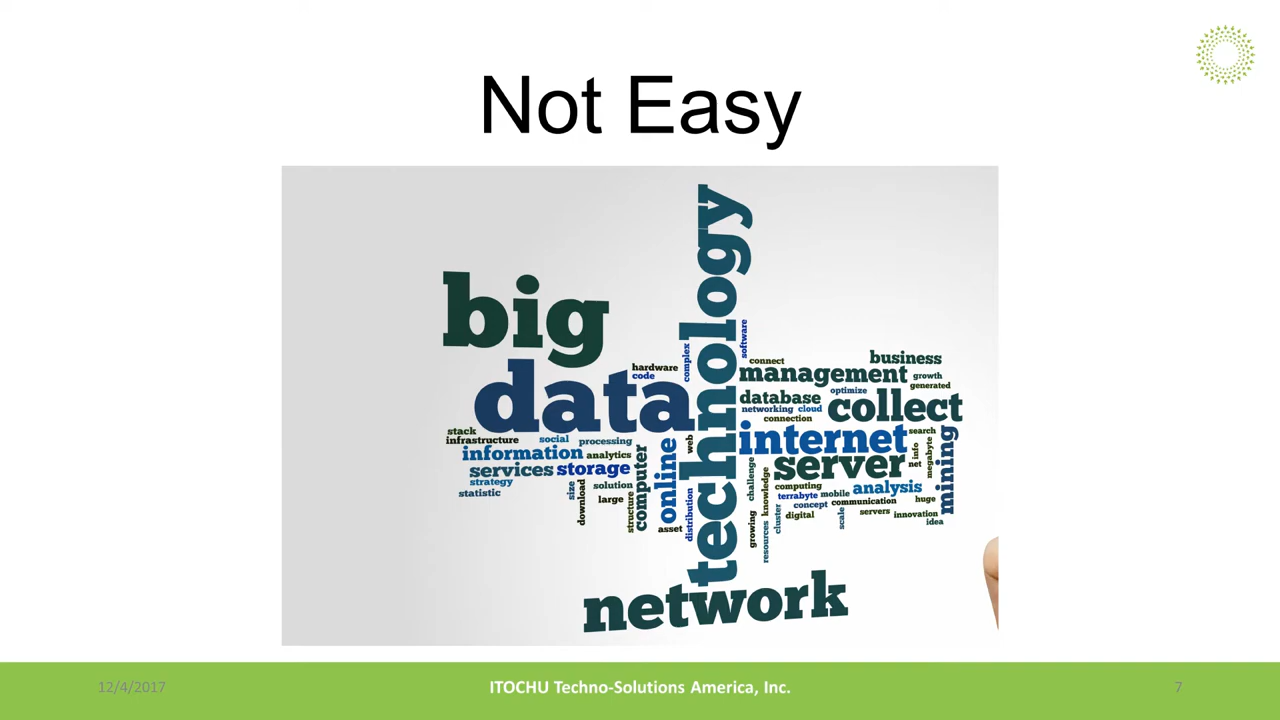 Not Easy
big
data
technology
network
hardware
code
complex
software
connect
business
management
growth
generated
optimize
database
collect
networking
cloud
connection
internet
search
server
info
net
megabyte
mining
stack
infrastructure
social
processing
information
analytics
services
storage
strategy
statistic
size
download
solution
large
structure
computer
online
web
asset
distribution
challenge
knowledge
growing
resources
cluster
computing
terrabyte
mobile
analysis
concept
communication
huge
digital
scale
servers
innovation
idea
12/4/2017
ITOCHU Techno-Solutions America, Inc.
7